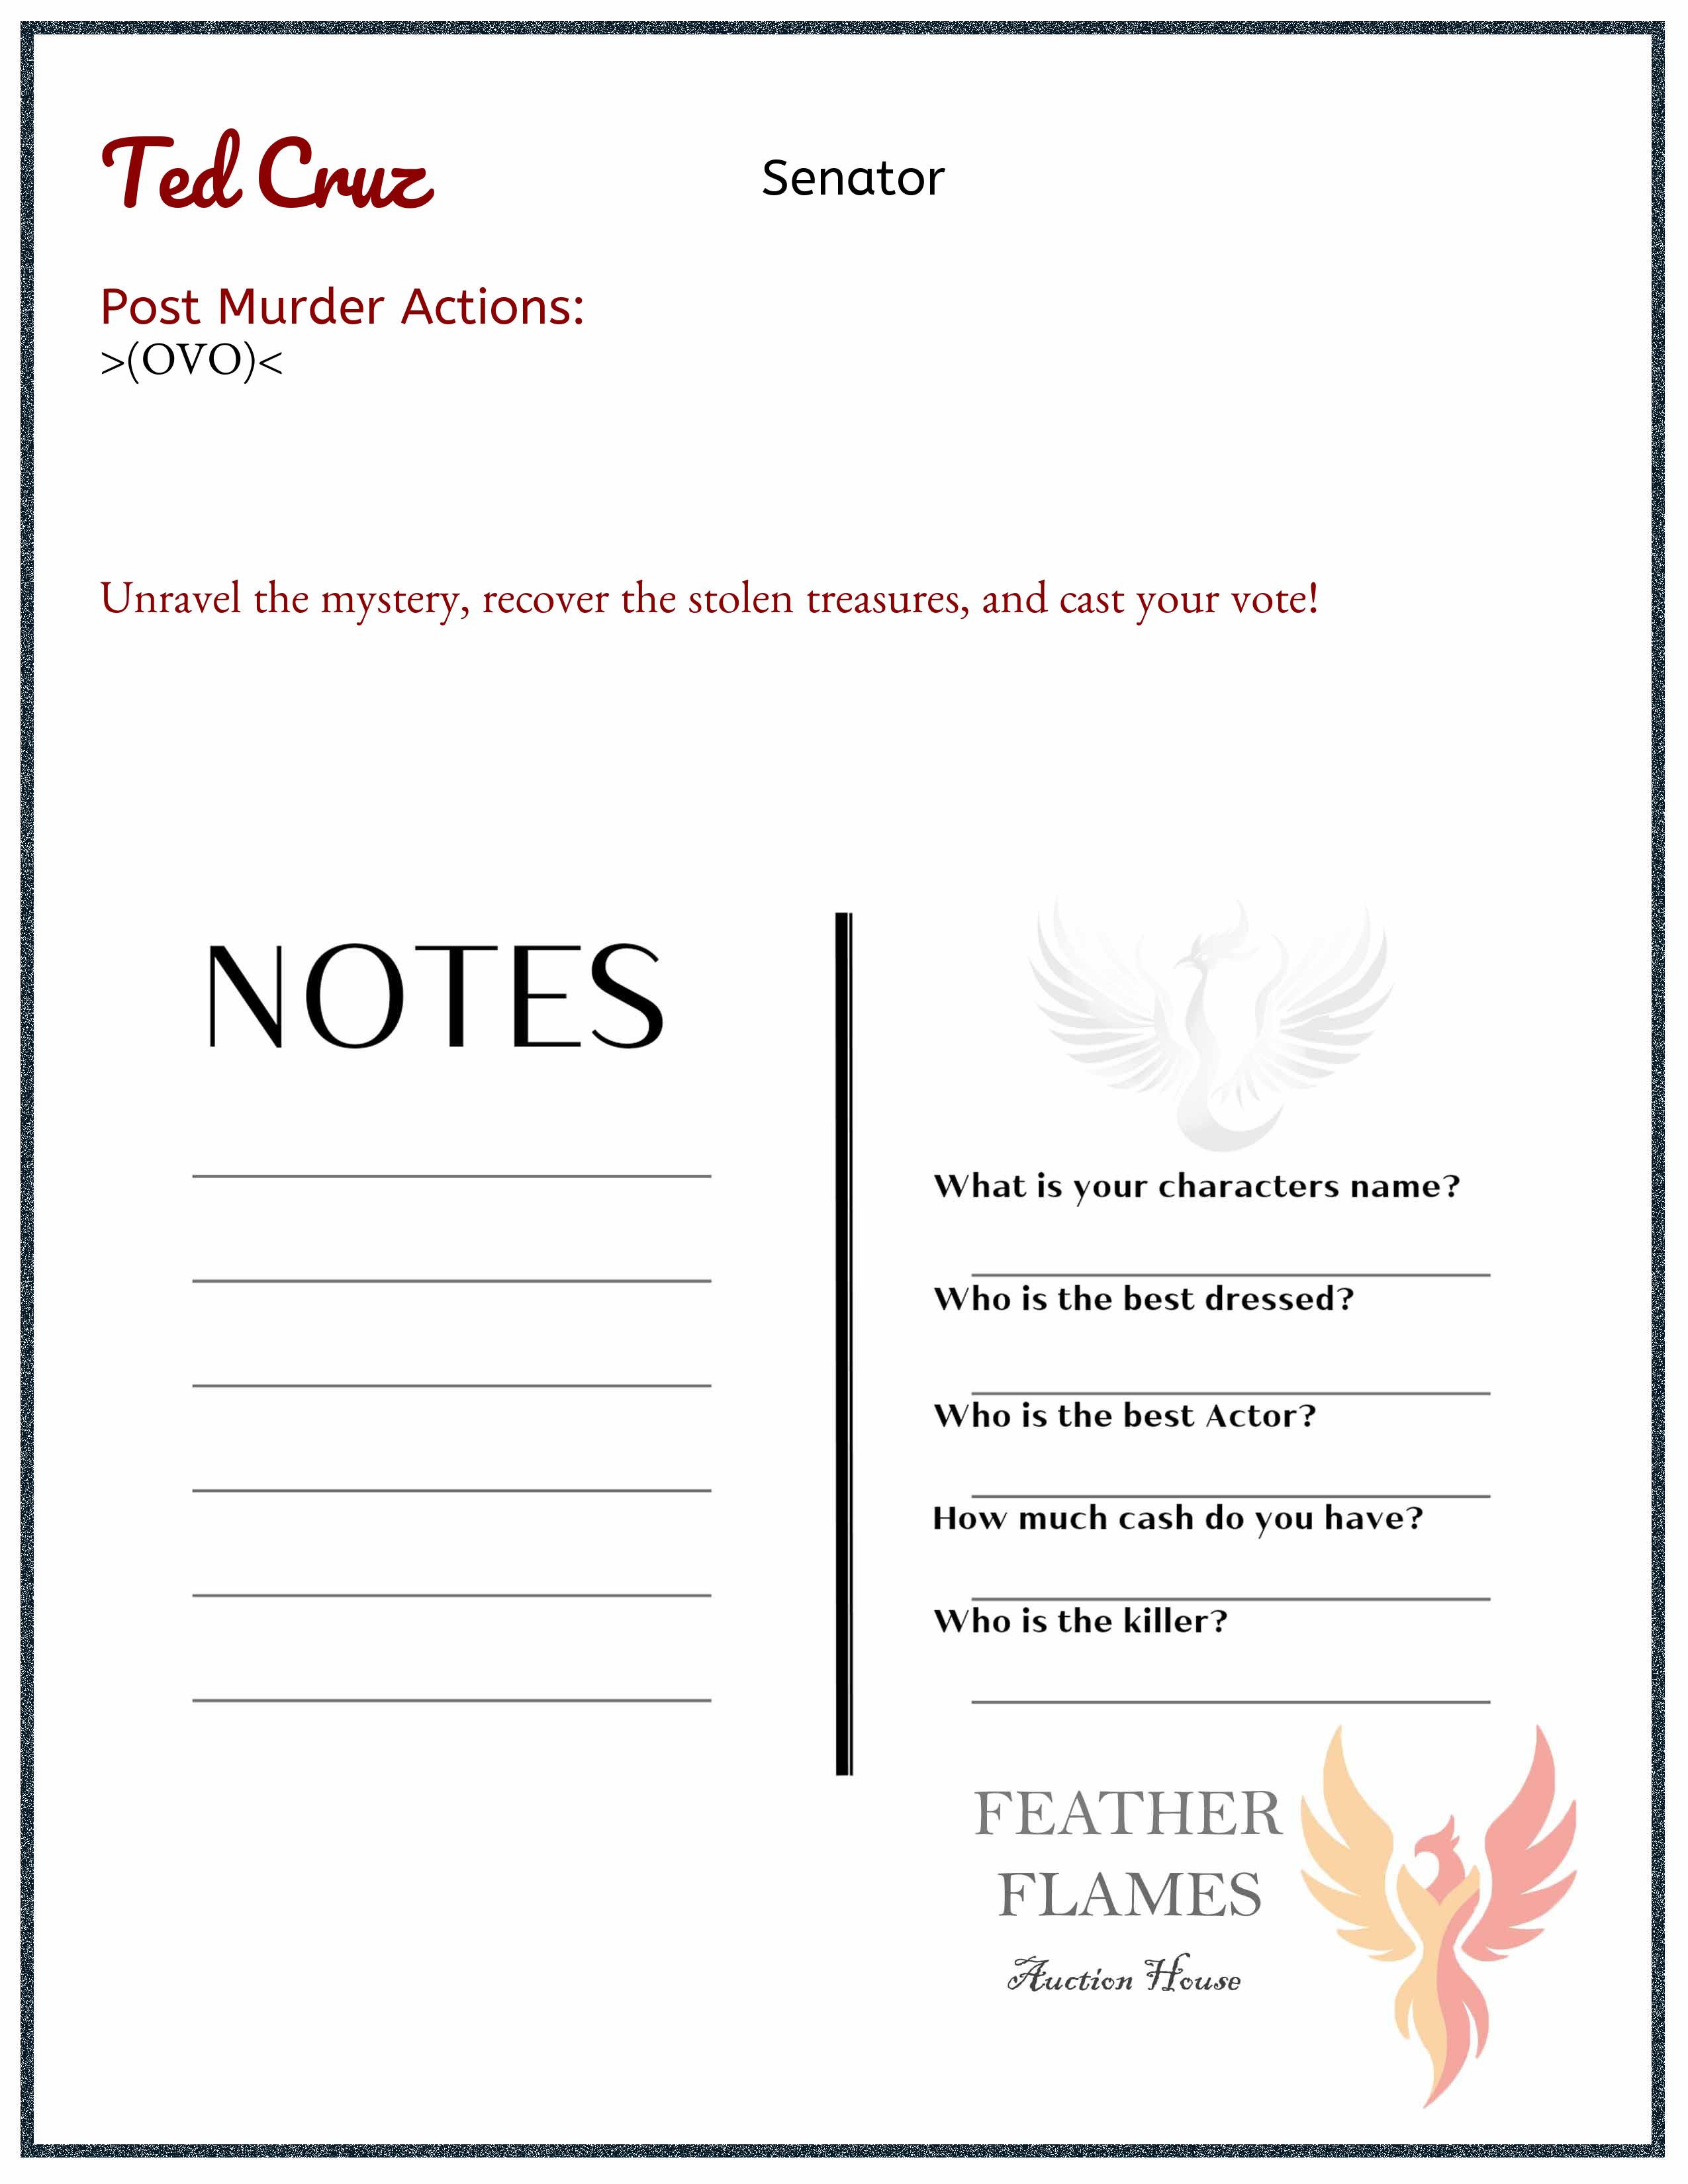 Ted Cruz
Senator
Post Murder Actions:
>(OVO)<
Unravel the mystery, recover the stolen treasures, and cast your vote!
NOTES
What is your characters name?
Who is the best dressed?
Who is the best Actor?
How much cash do you have?
Who is the killer?
FEATHER
FLAMES
Auction House